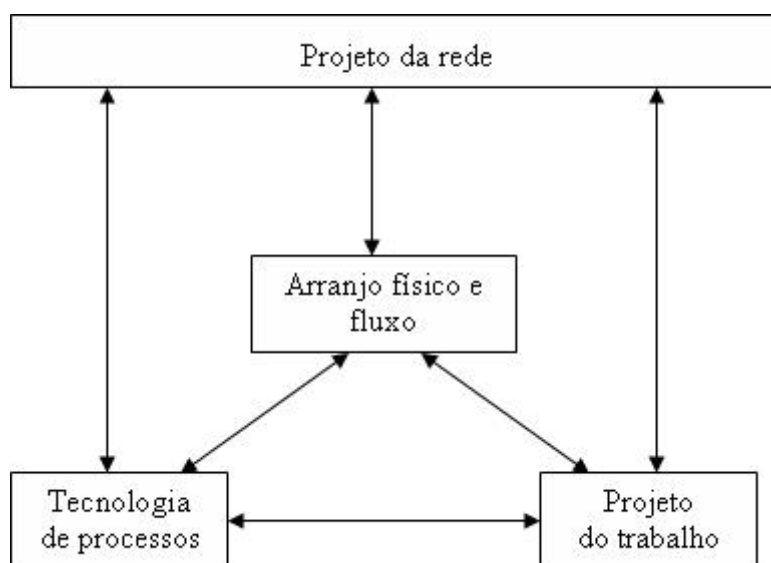 Projeto da rede
Arranjo físico e
fluxo
Tecnologia
de processos
Projeto
do trabalho